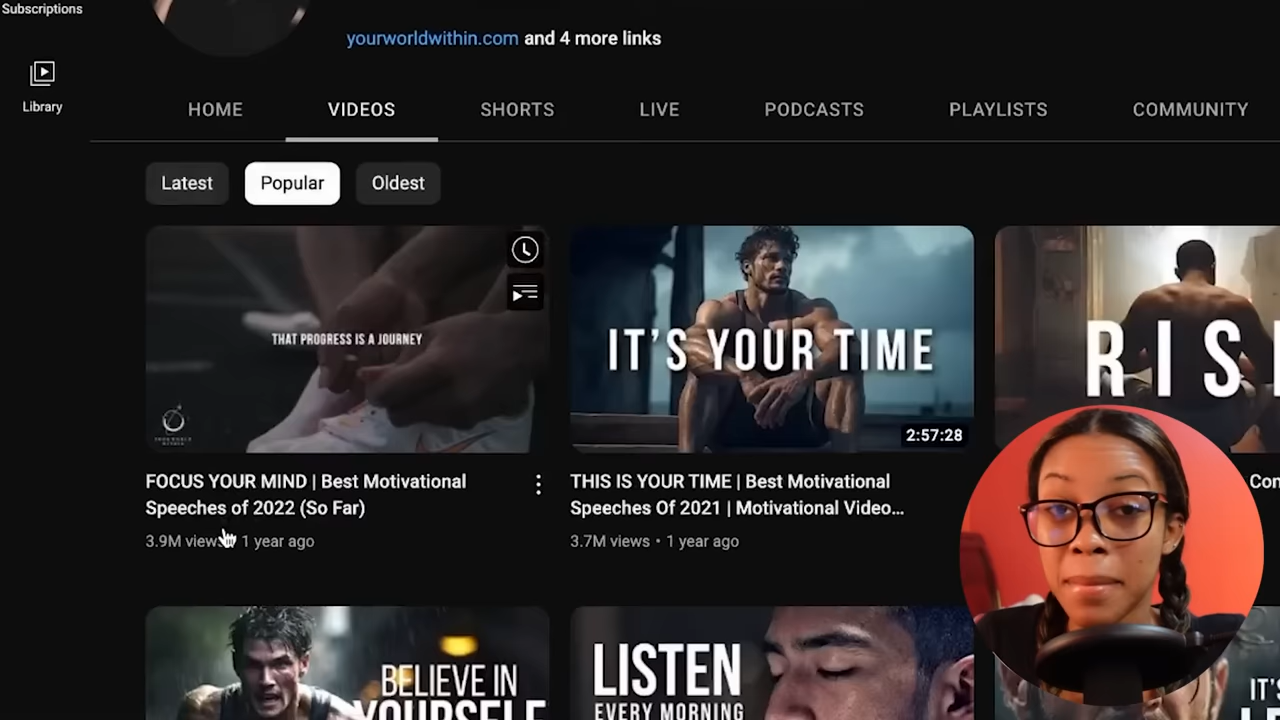 Subscriptions
yourworldwithin.com and 4 more links
Library
HOME VIDEOS SHORTS LIVE PODCASTS PLAYLISTS COMMUNITY
Latest Popular Oldest
THAT PROGRESS IS A JOURNEY
IT'S YOUR TIME
2:57:28
FOCUS YOUR MIND | Best Motivational
Speeches of 2022 (So Far)
3.9M views 1 year ago
THIS IS YOUR TIME | Best Motivational
Speeches Of 2021 | Motivational Video...
3.7M views • 1 year ago
BELIEVE IN
YOURSELF
LISTEN
EVERY MORNING
IT'S